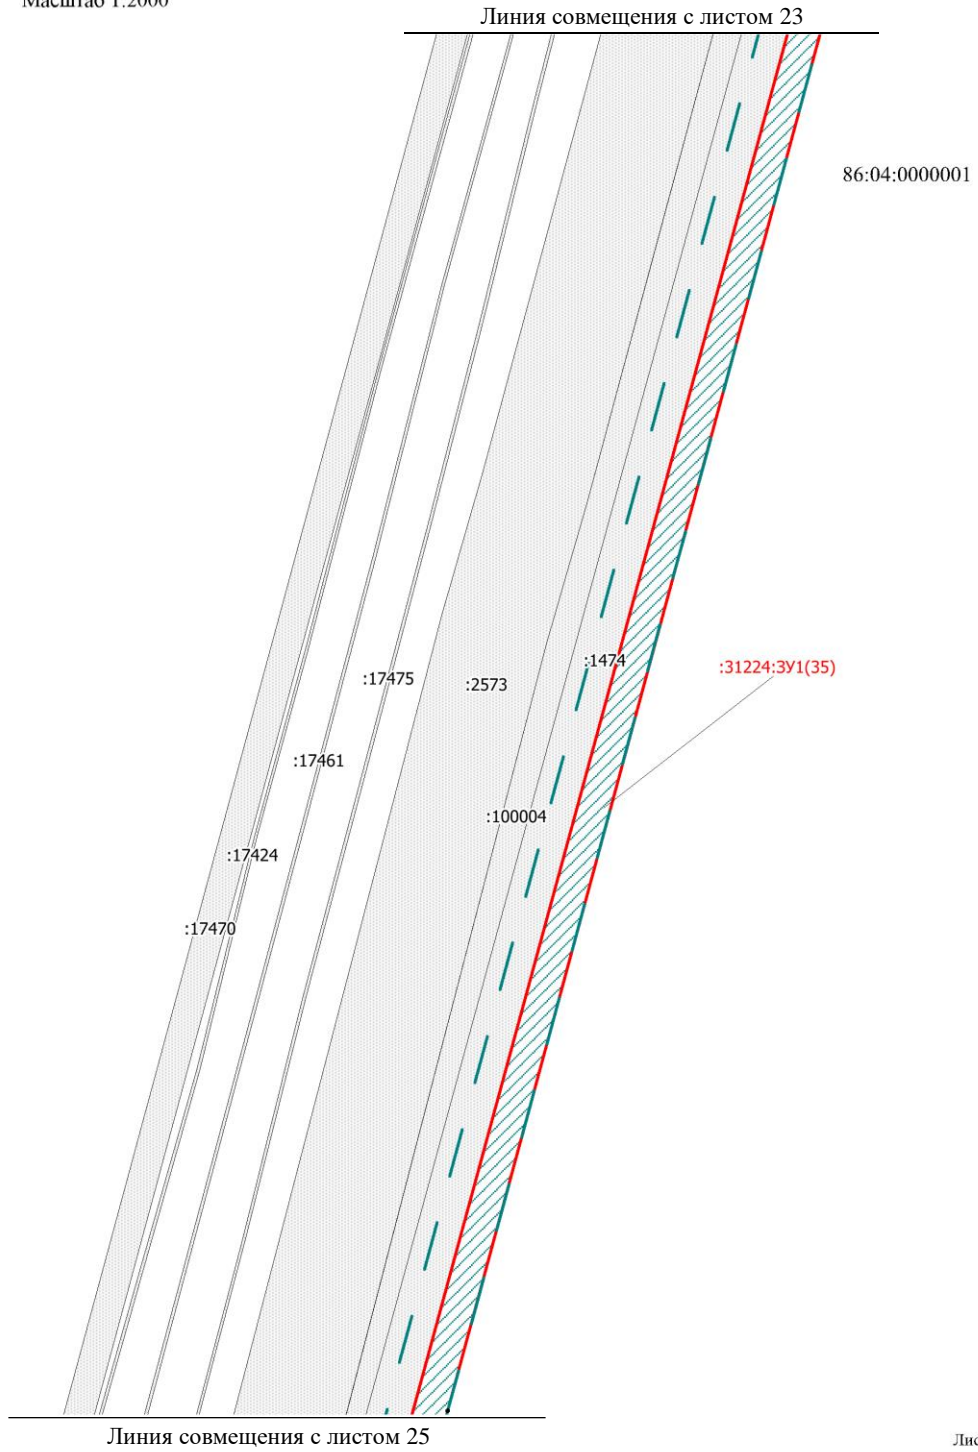 Масштаб 1:2000
Линия совмещения с листом 23
86:04:0000001
:1474
:31224:ЗУ1(35)
:17475
:2573
:17461
:100004
:17424
:17470
Линия совмещения с листом 25